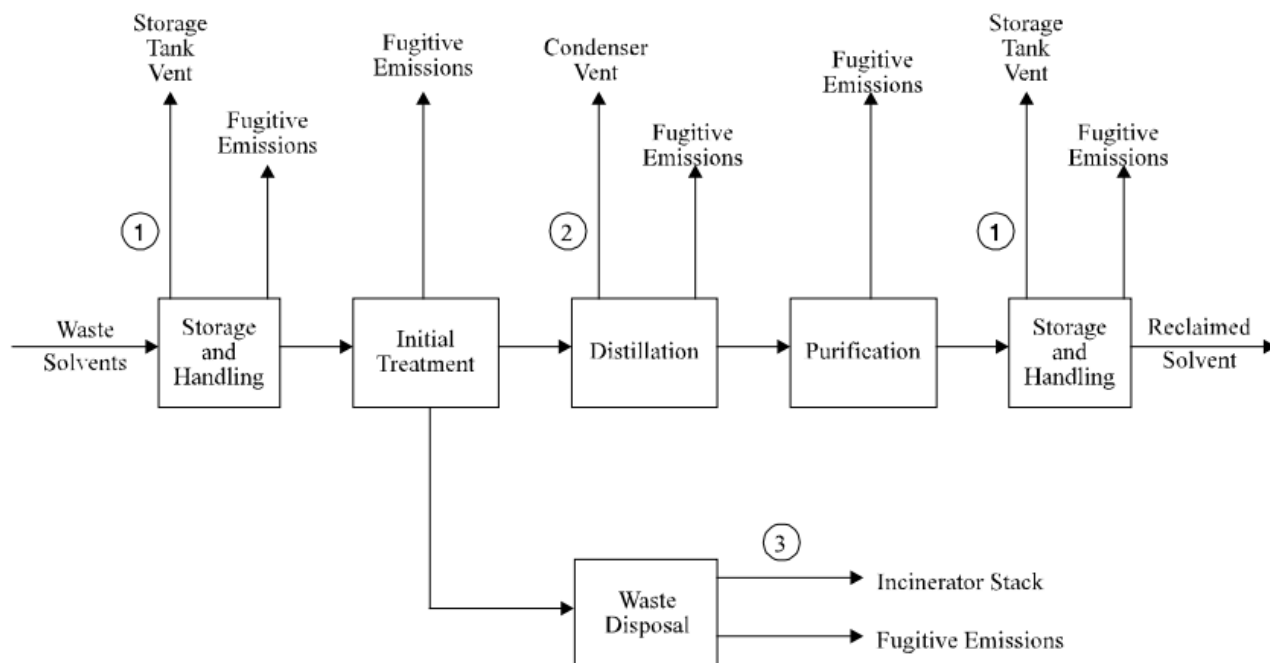 Storage
Tank
Vent
Fugitive
Emissions
Fugitive
Emissions
Condenser
Vent
Fugitive
Emissions
Fugitive
Emissions
Storage
Tank
Vent
Fugitive
Emissions
1
2
1
Waste
Solvents
Storage
and
Handling
Initial
Treatment
Distillation
Purification
Storage
and
Handling
Reclaimed
Solvent
3
Waste
Disposal
Incinerator Stack
Fugitive Emissions